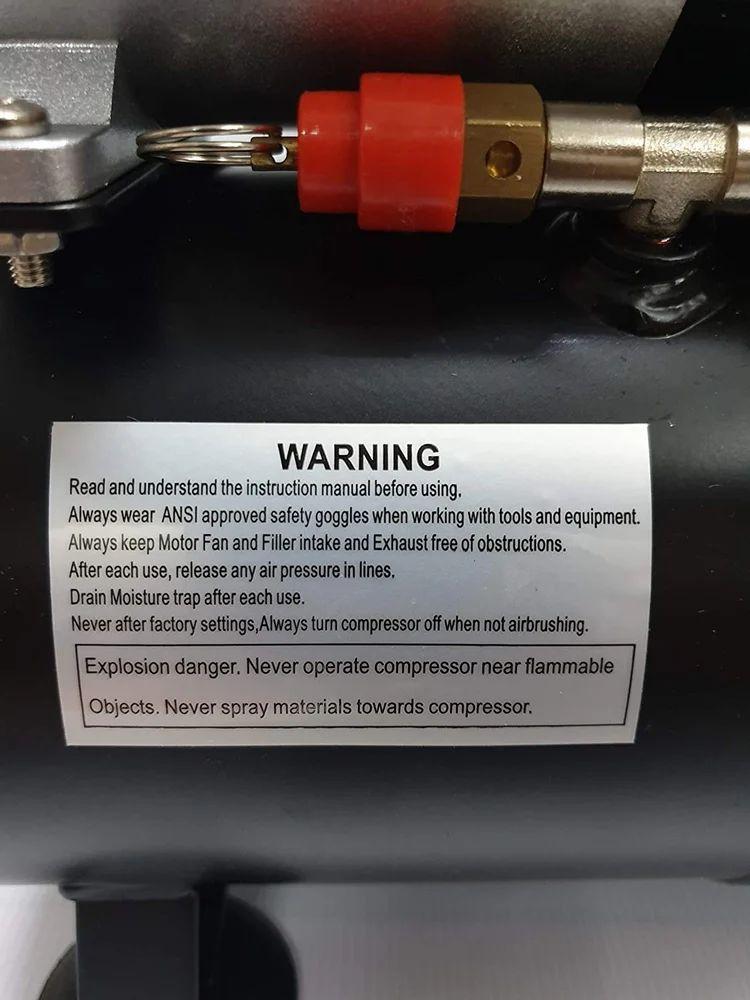 WARNING
Read and understand the instruction manual before using.
Always wear ANSI approved safety goggles when working with tools and equipment.
Always keep Motor Fan and Filler intake and Exhaust free of obstructions.
After each use, release any air pressure in lines.
Drain Moisture trap after each use.
Never after factory settings,Always turn compressor off when not airbrushing.
Explosion danger. Never operate compressor near flammable
Objects. Never spray materials towards compressor.